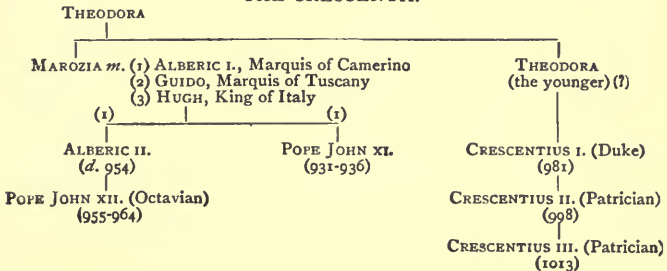 THEODORA
MAROZIA m. (1) ALBERIC I., Marquis of Camerino
(2) GUIDO, Marquis of Tuscany
(3) HUGH, King of Italy
THEODORA
(the younger) (?)
(1) (1)
ALBERIC II.
(d. 954)
POPE JOHN XI.
(931-936)
CRESCENTIUS I. (Duke)
(981)
POPE JOHN XII. (Octavian)
(955-964)
CRESCENTIUS II. (Patrician)
(998)
CRESCENTIUS III. (Patrician)
(1013)